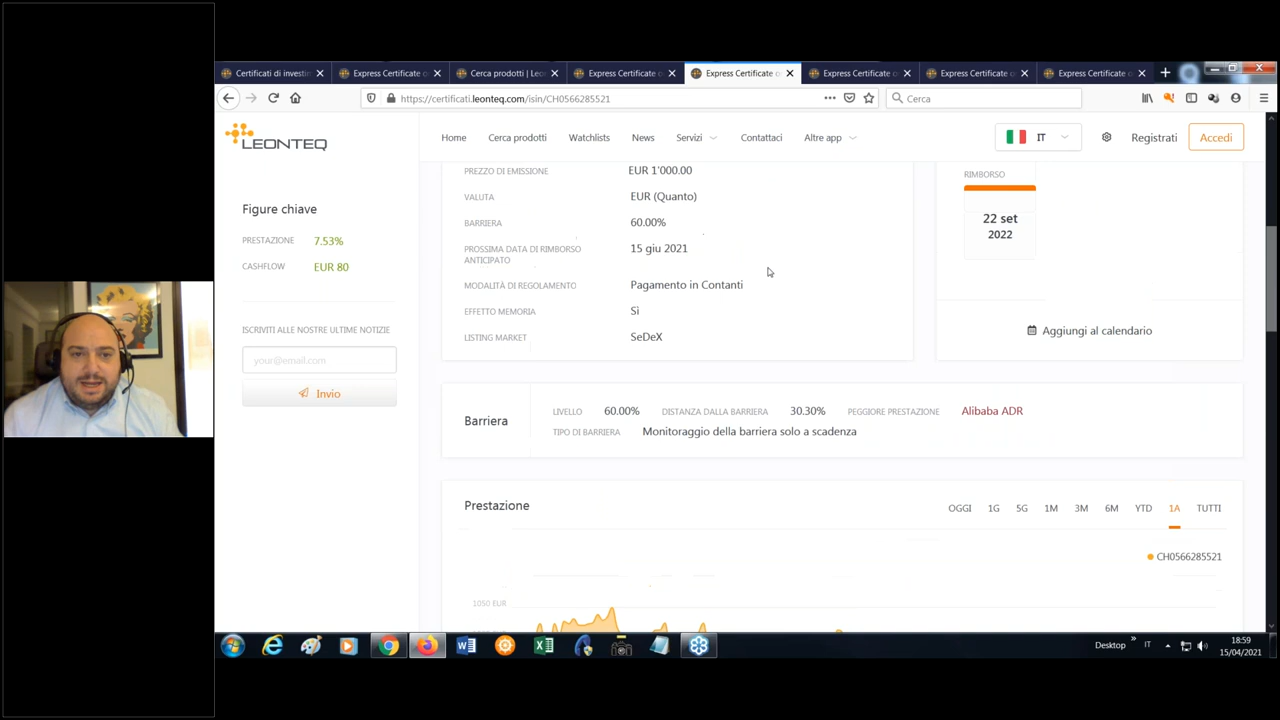 Certificati di investin
Express Certificate o
Cerca prodotti | Leo
Express Certificate o
Express Certificate o
Express Certificate o
Express Certificate o
Express Certificate o
https://certificati.leonteq.com/isin/CH0566285521
Cerca
LEONTEQ
Home
Cerca prodotti
Watchlists
News
Servizi
Contattaci
Altre app
IT
Registrati
Accedi
Figure chiave
PRESTAZIONE 7.53%
CASHFLOW EUR 80
ISCRIVITI ALLE NOSTRE ULTIME NOTIZIE
your@email.com
Invio
PREZZO DI EMISSIONE EUR 1'000.00
VALUTA EUR (Quanto)
BARRIERA 60.00%
PROSSIMA DATA DI RIMBORSO
ANTICIPATO
15 giu 2021
MODALITÀ DI REGOLAMENTO Pagamento in Contanti
EFFETTO MEMORIA Sì
LISTING MARKET SeDeX
RIMBORSO
22 set
2022
Aggiungi al calendario
Barriera
LIVELLO 60.00% DISTANZA DALLA BARRIERA 30.30% PEGGIORE PRESTAZIONE Alibaba ADR
TIPO DI BARRIERA Monitoraggio della barriera solo a scadenza
Prestazione
OGGI 1G 5G 1M 3M 6M YTD 1A TUTTI
CH0566285521
1050 EUR
Desktop
IT
18:59
15/04/2021